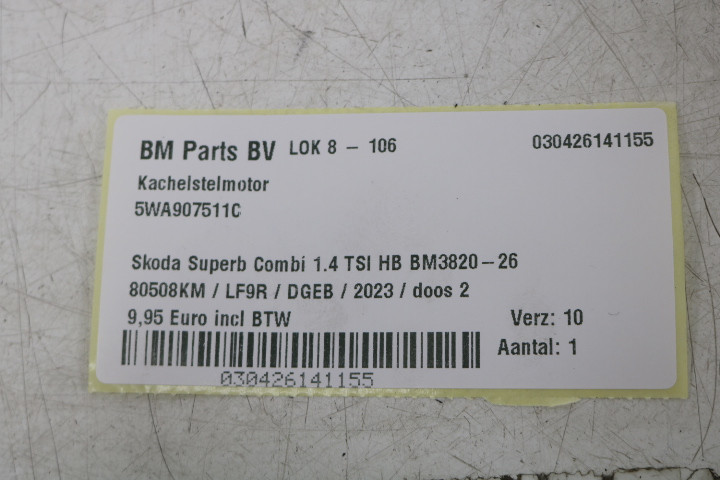 BM Parts BV LOK 8 - 106 030426141155
Kachelstelmotor
5WA907511C
Skoda Superb Combi 1.4 TSI HB BM3820-26
80508KM / LF9R / DGEB / 2023 / doos 2
9,95 Euro incl BTW Verz: 10
Aantal: 1
030426141155